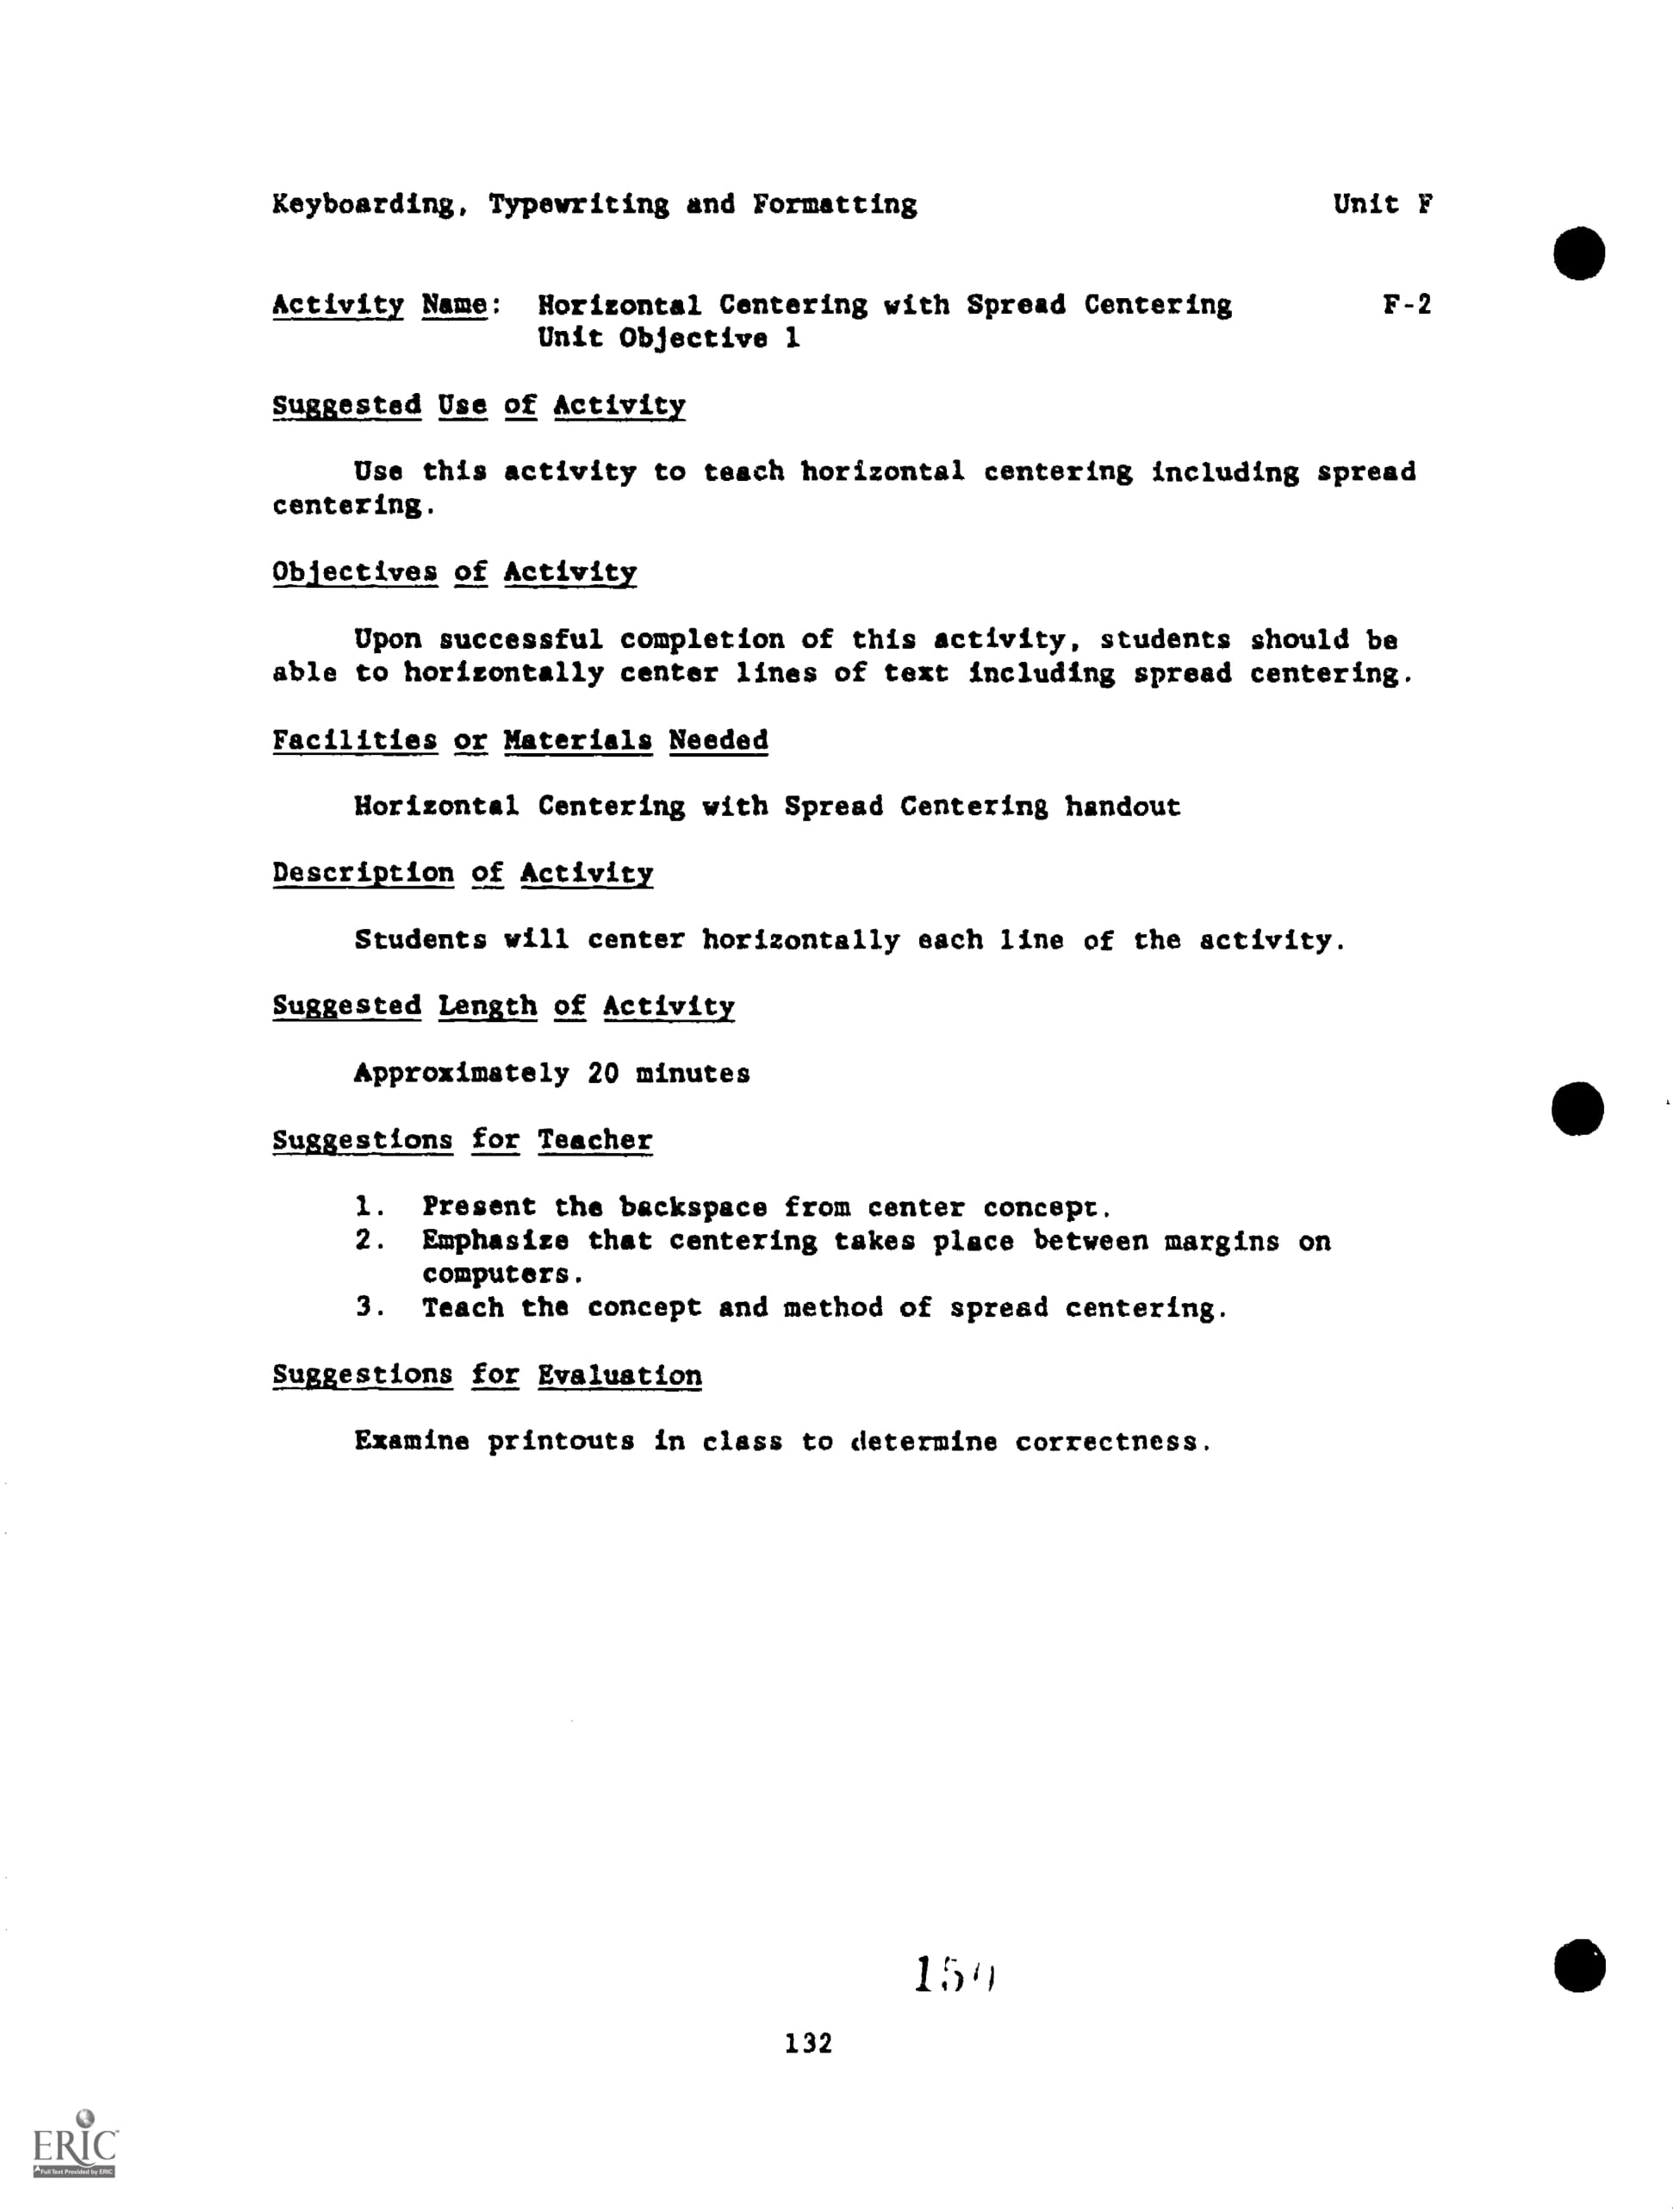 Keyboarding, Typewriting and Formatting Unit F
Activity Name: Horizontal Centering with Spread Centering F-2
Unit Objective 1
Suggested Use of Activity
Use this activity to teach horizontal centering including spread
centering.
Objectives of Activity
Upon successful completion of this activity, students should be
able to horizontally center lines of text including spread centering.
Facilities or Materials Needed
Horizontal Centering with Spread Centering handout
Description of Activity
Students will center horizontally each line of the activity.
Suggested Length of Activity
Approximately 20 minutes
Suggestions for Teacher
1. Present the backspace from center concept.
2. Emphasize that centering takes place between margins on
computers.
3. Teach the concept and method of spread centering.
Suggestions for Evaluation
Examine printouts in class to determine correctness.
132
ERIC
Full Text Provided by ERIC